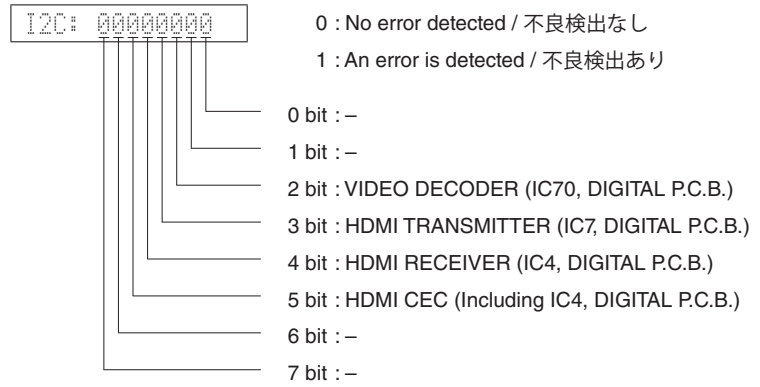 I2C: 00000000
0 : No error detected / 不良検出なし
1 : An error is detected / 不良検出あり
0 bit : –
1 bit : –
2 bit : VIDEO DECODER (IC70, DIGITAL P.C.B.)
3 bit : HDMI TRANSMITTER (IC7, DIGITAL P.C.B.)
4 bit : HDMI RECEIVER (IC4, DIGITAL P.C.B.)
5 bit : HDMI CEC (Including IC4, DIGITAL P.C.B.)
6 bit : –
7 bit : –